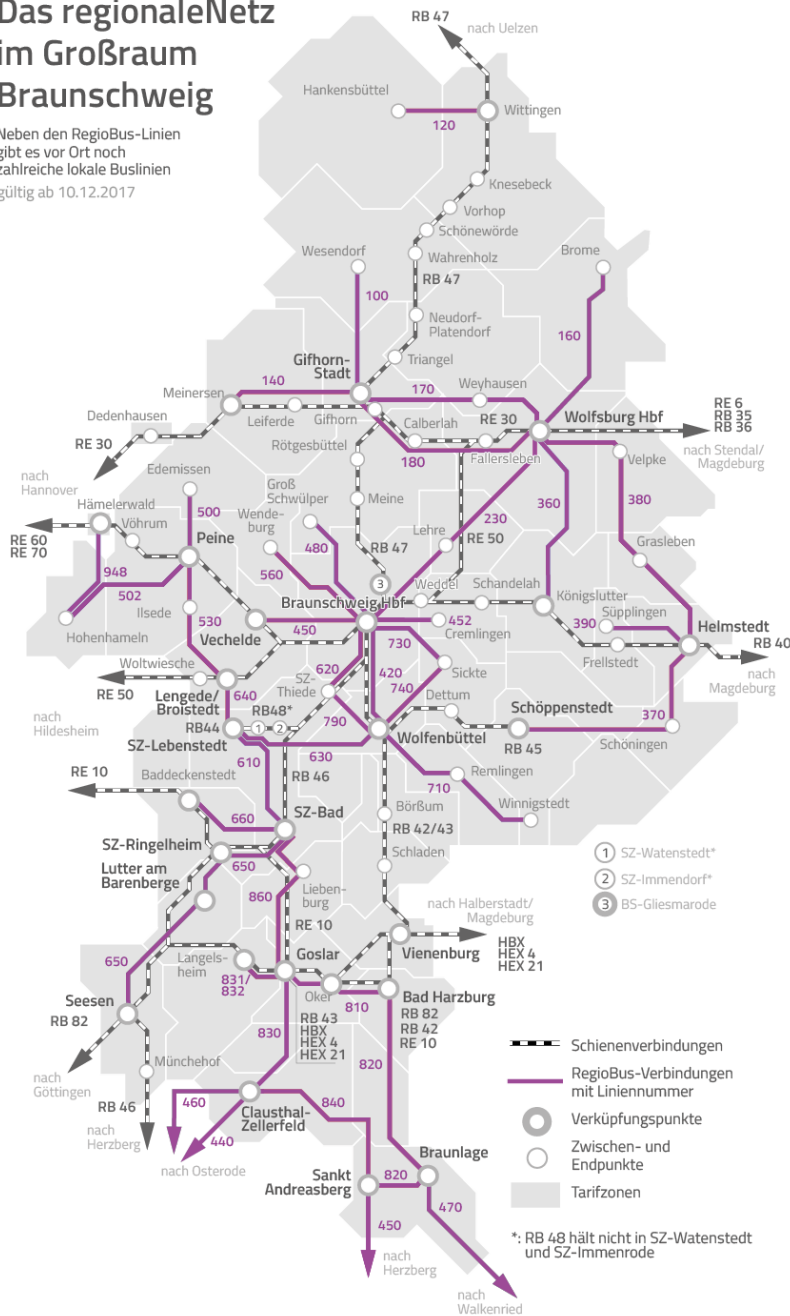 Das regionaleNetz
im Großraum
Braunschweig
Neben den RegioBus-Linien
gibt es vor Ort noch
zahlreiche lokale Buslinien
gültig ab 10.12.2017
RB 47
nach Uelzen
Hankensbüttel
120
Wittingen
Knesebeck
Vorhop
Schönewörde
Wesendorf
Wahrenholz
Brome
RB 47
100
Neudorf-
Platendorf
160
Triangel
Gifhorn-
Stadt
140
170
Weyhausen
Meinersen
Dedenhausen
Leiferde
Gifhorn
Calberlah
RE 30
Wolfsburg Hbf
RE 6
RB 35
RB 36
nach Stendal/
Magdeburg
RE 30
Rötgesbüttel
180
Fallersleben
Velpke
nach
Hannover
Edemissen
Groß
Schwülper
Meine
360
380
Hämelerwald
Vöhrum
500
Wende-
burg
480
230
Lehre
Grasleben
RE 60
RE 70
Peine
560
RB 47
RE 50
948
502
3
Weddel
Schandelah
Königslutter
Süpplingen
Ilsede
530
Braunschweig Hbf
452
390
Helmstedt
Hohenhameln
Vechelde
450
Cremlingen
730
RB 40
Frellstedt
Woltwiesche
620
420
740
Sickte
nach
Magdeburg
RE 50
640
SZ-
Thiede
Dettum
Lengede/
Broistedt
RB48*
Schöppenstedt
370
nach
Hildesheim
RB44
1
2
790
Wolfenbüttel
RB 45
Schöningen
SZ-Lebenstedt
610
630
RE 10
Baddeckenstedt
RB 46
Remlingen
710
Winnigstedt
660
SZ-Bad
Börßum
RB 42/43
SZ-Ringelheim
650
Schladen
1 SZ-Watenstedt*
2 SZ-Immendorf*
3 BS-Gliesmarode
Lutter am
Barenberge
860
Lieben-
burg
nach Halberstadt/
Magdeburg
RE 10
Vienenburg
HBX
HEX 4
HEX 21
650
Langels-
heim
Goslar
831/
832
Oker
810
Bad Harzburg
Seesen
RB 82
RB 43
HBX
HEX 4
HEX 21
RB 82
RB 42
RE 10
830
820
Münchehof
nach
Göttingen
RB 46
nach
Herzberg
460
440
840
Clausthal-
Zellerfeld
nach Osterode
Sankt
Andreasberg
820
Braunlage
450
470
nach
Herzberg
nach
Walkenried
Schienenverbindungen
RegioBus-Verbindungen
mit Liniennummer
Verküpfungspunkte
Zwischen- und
Endpunkte
Tarifzonen
*: RB 48 hält nicht in SZ-Watenstedt
und SZ-Immenrode